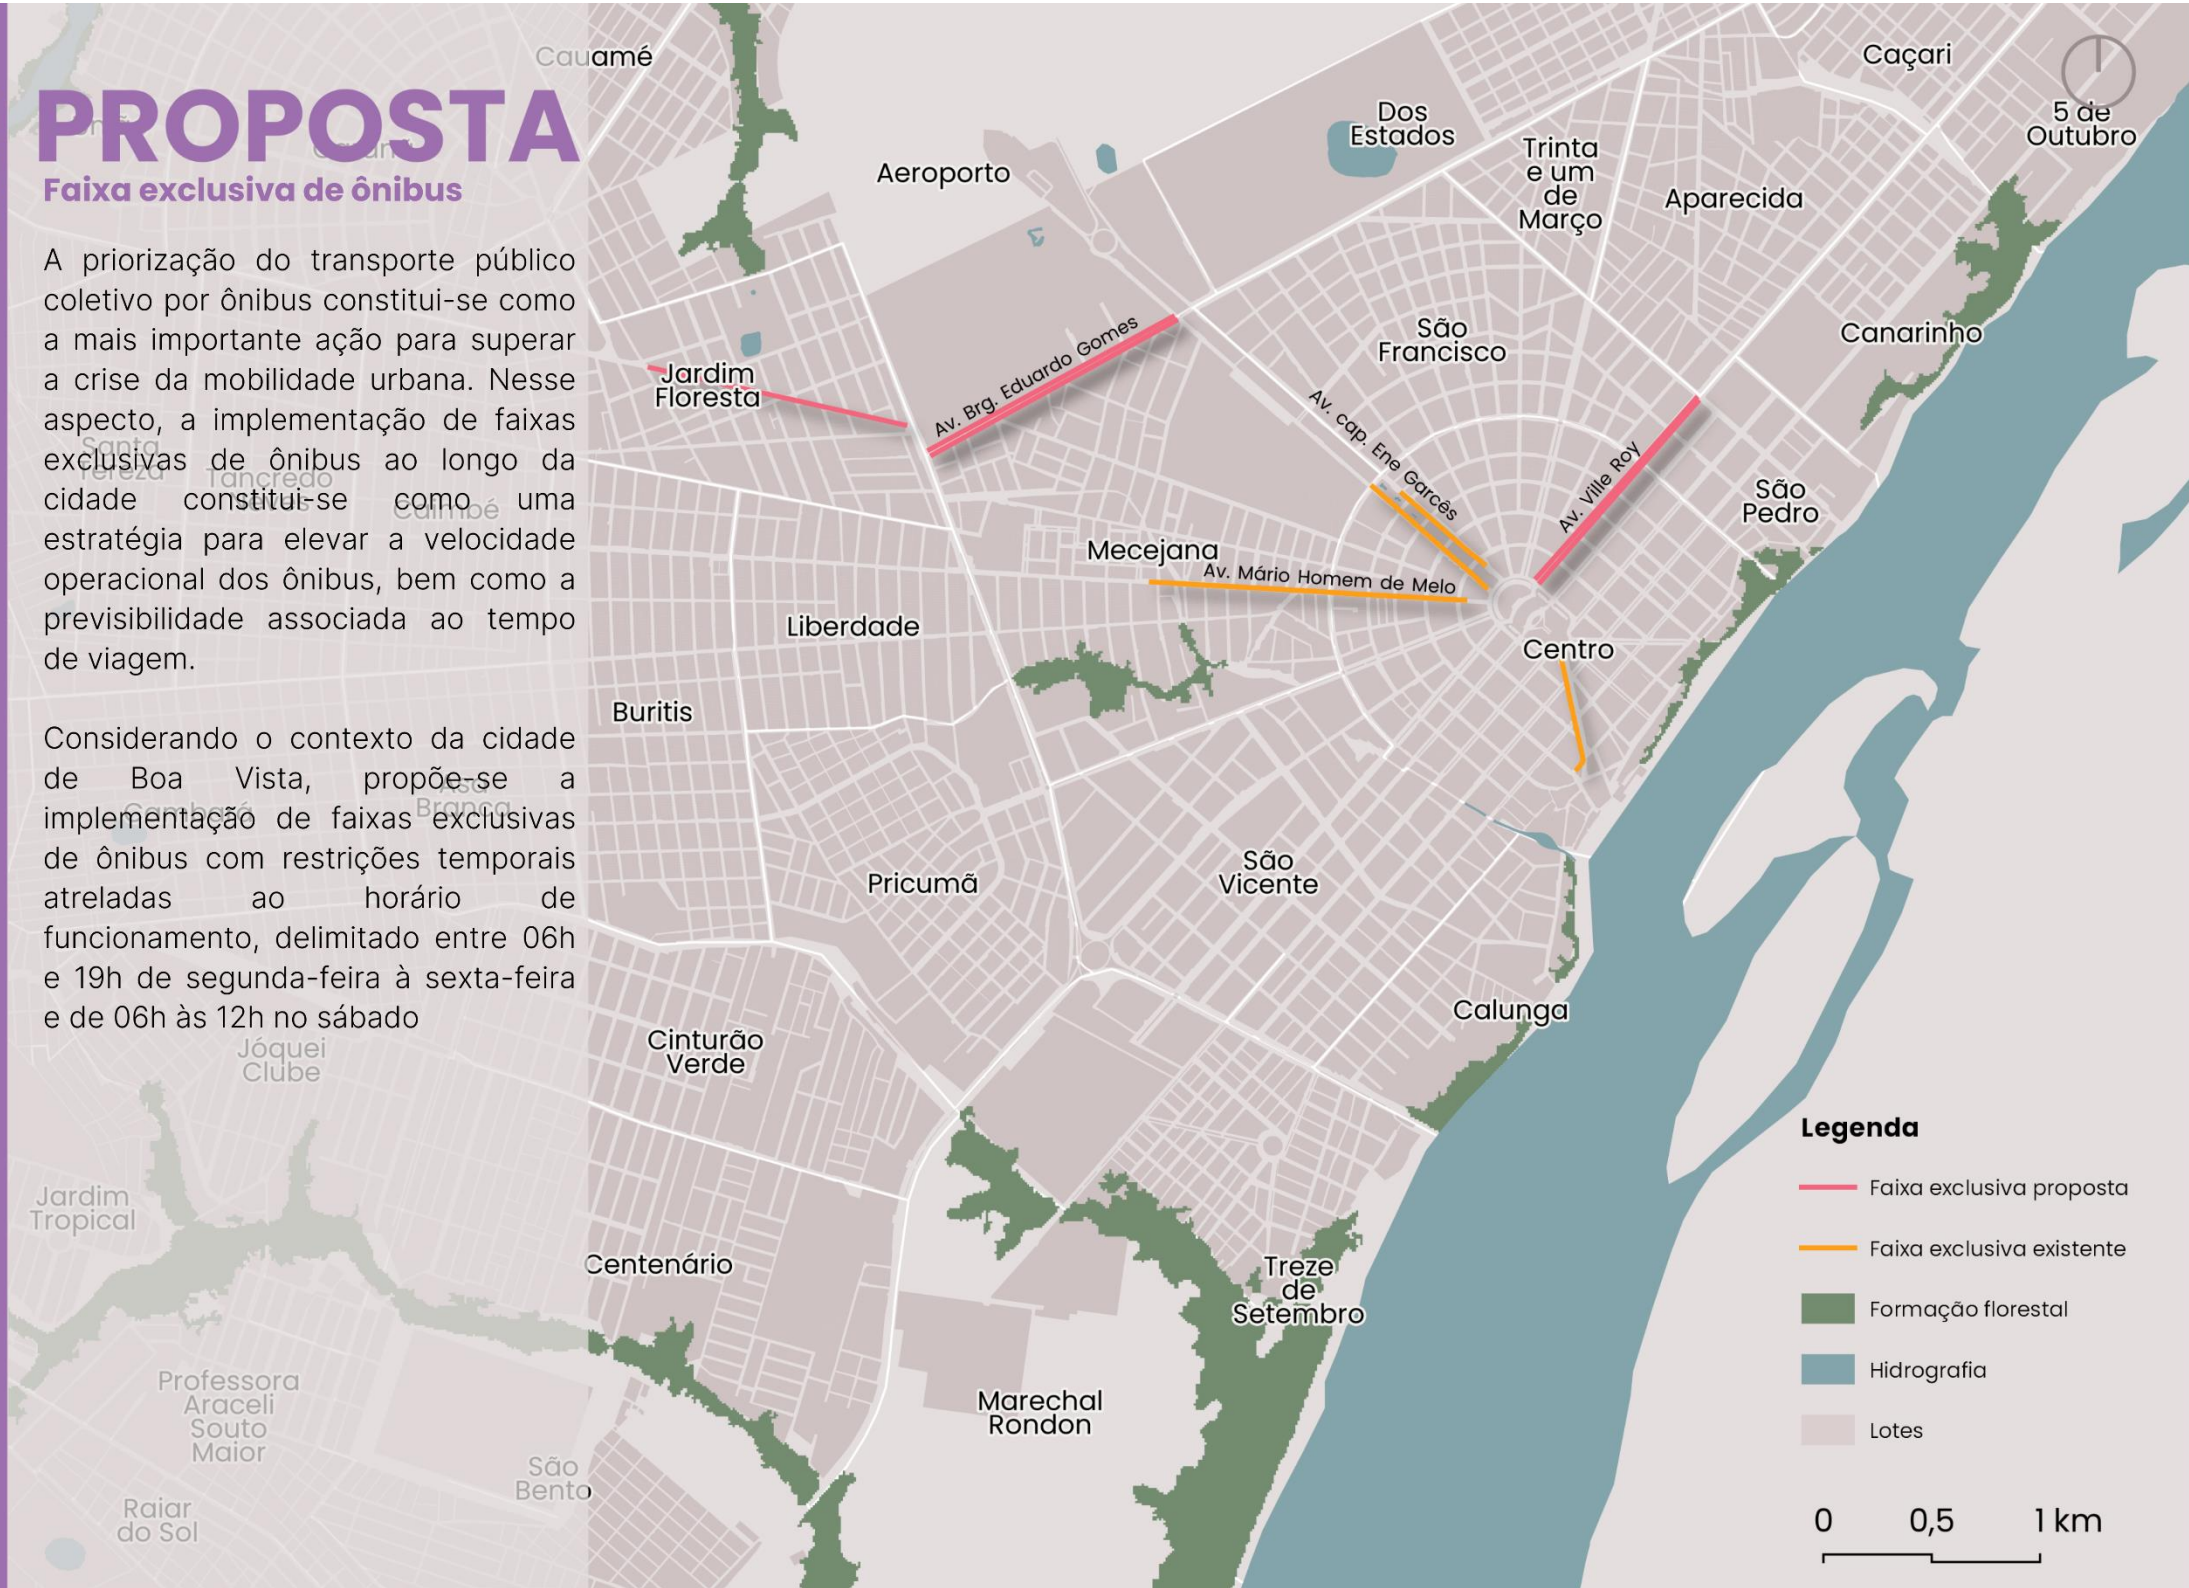 PROPOSTA
Faixa exclusiva de ônibus
A priorização do transporte público
coletivo por ônibus constitui-se como
a mais importante ação para superar
a crise da mobilidade urbana. Nesse
aspecto, a implementação de faixas
exclusivas de ônibus ao longo da
cidade constitui-se como uma
estratégia para elevar a velocidade
operacional dos ônibus, bem como a
previsibilidade associada ao tempo
de viagem.
Considerando o contexto da cidade
de Boa Vista, propõe-se a
implementação de faixas exclusivas
de ônibus com restrições temporais
atreladas ao horário de
funcionamento, delimitado entre 06h
e 19h de segunda-feira à sexta-feira
e de 06h às 12h no sábado
Cauamé
Aeroporto
Dos
Estados
Trinta
e um
de
Março
Caçari
5 de
Outubro
Aparecida
Canarinho
São
Francisco
Jardim
Floresta
Av. Brg. Eduardo Gomes
Av. cap. Ene Garcês
Av. Ville Roy
São
Pedro
Santa
Tereza
Tancredo
Neves
Caimbé
Mecejana
Av. Mário Homem de Melo
Liberdade
Centro
Buritis
Asa
Branca
Cambará
Pricumã
São
Vicente
Calunga
Cinturão
Verde
Jóquei
Clube
Jardim
Tropical
Centenário
Treze
de
Setembro
Marechal
Rondon
Professora
Araceli
Souto
Maior
São
Bento
Raiar
do Sol
Legenda
Faixa exclusiva proposta
Faixa exclusiva existente
Formação florestal
Hidrografia
Lotes
0 0,5 1 km